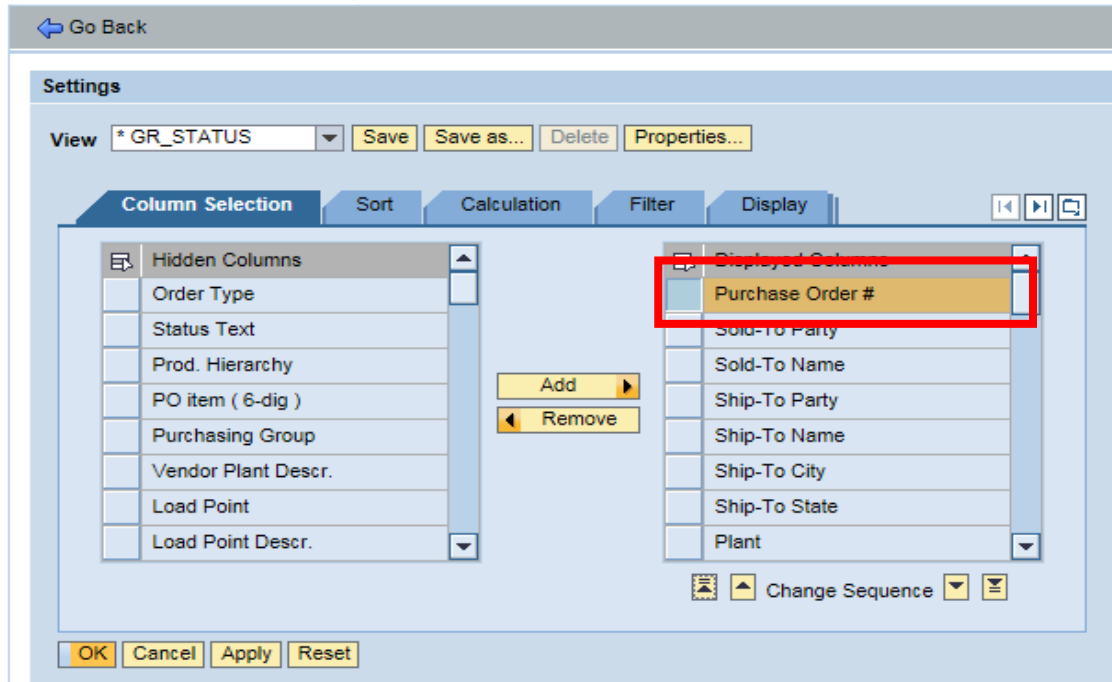 Go Back
Settings
View * GR_STATUS Save Save as... Delete Properties...
Column Selection Sort Calculation Filter Display
Hidden Columns
Order Type
Status Text
Prod. Hierarchy
PO item ( 6-dig )
Purchasing Group
Vendor Plant Descr.
Load Point
Load Point Descr.
Add
Remove
Displayed Columns
Purchase Order #
Sold-To Party
Sold-To Name
Ship-To Party
Ship-To Name
Ship-To City
Ship-To State
Plant
Change Sequence
OK Cancel Apply Reset